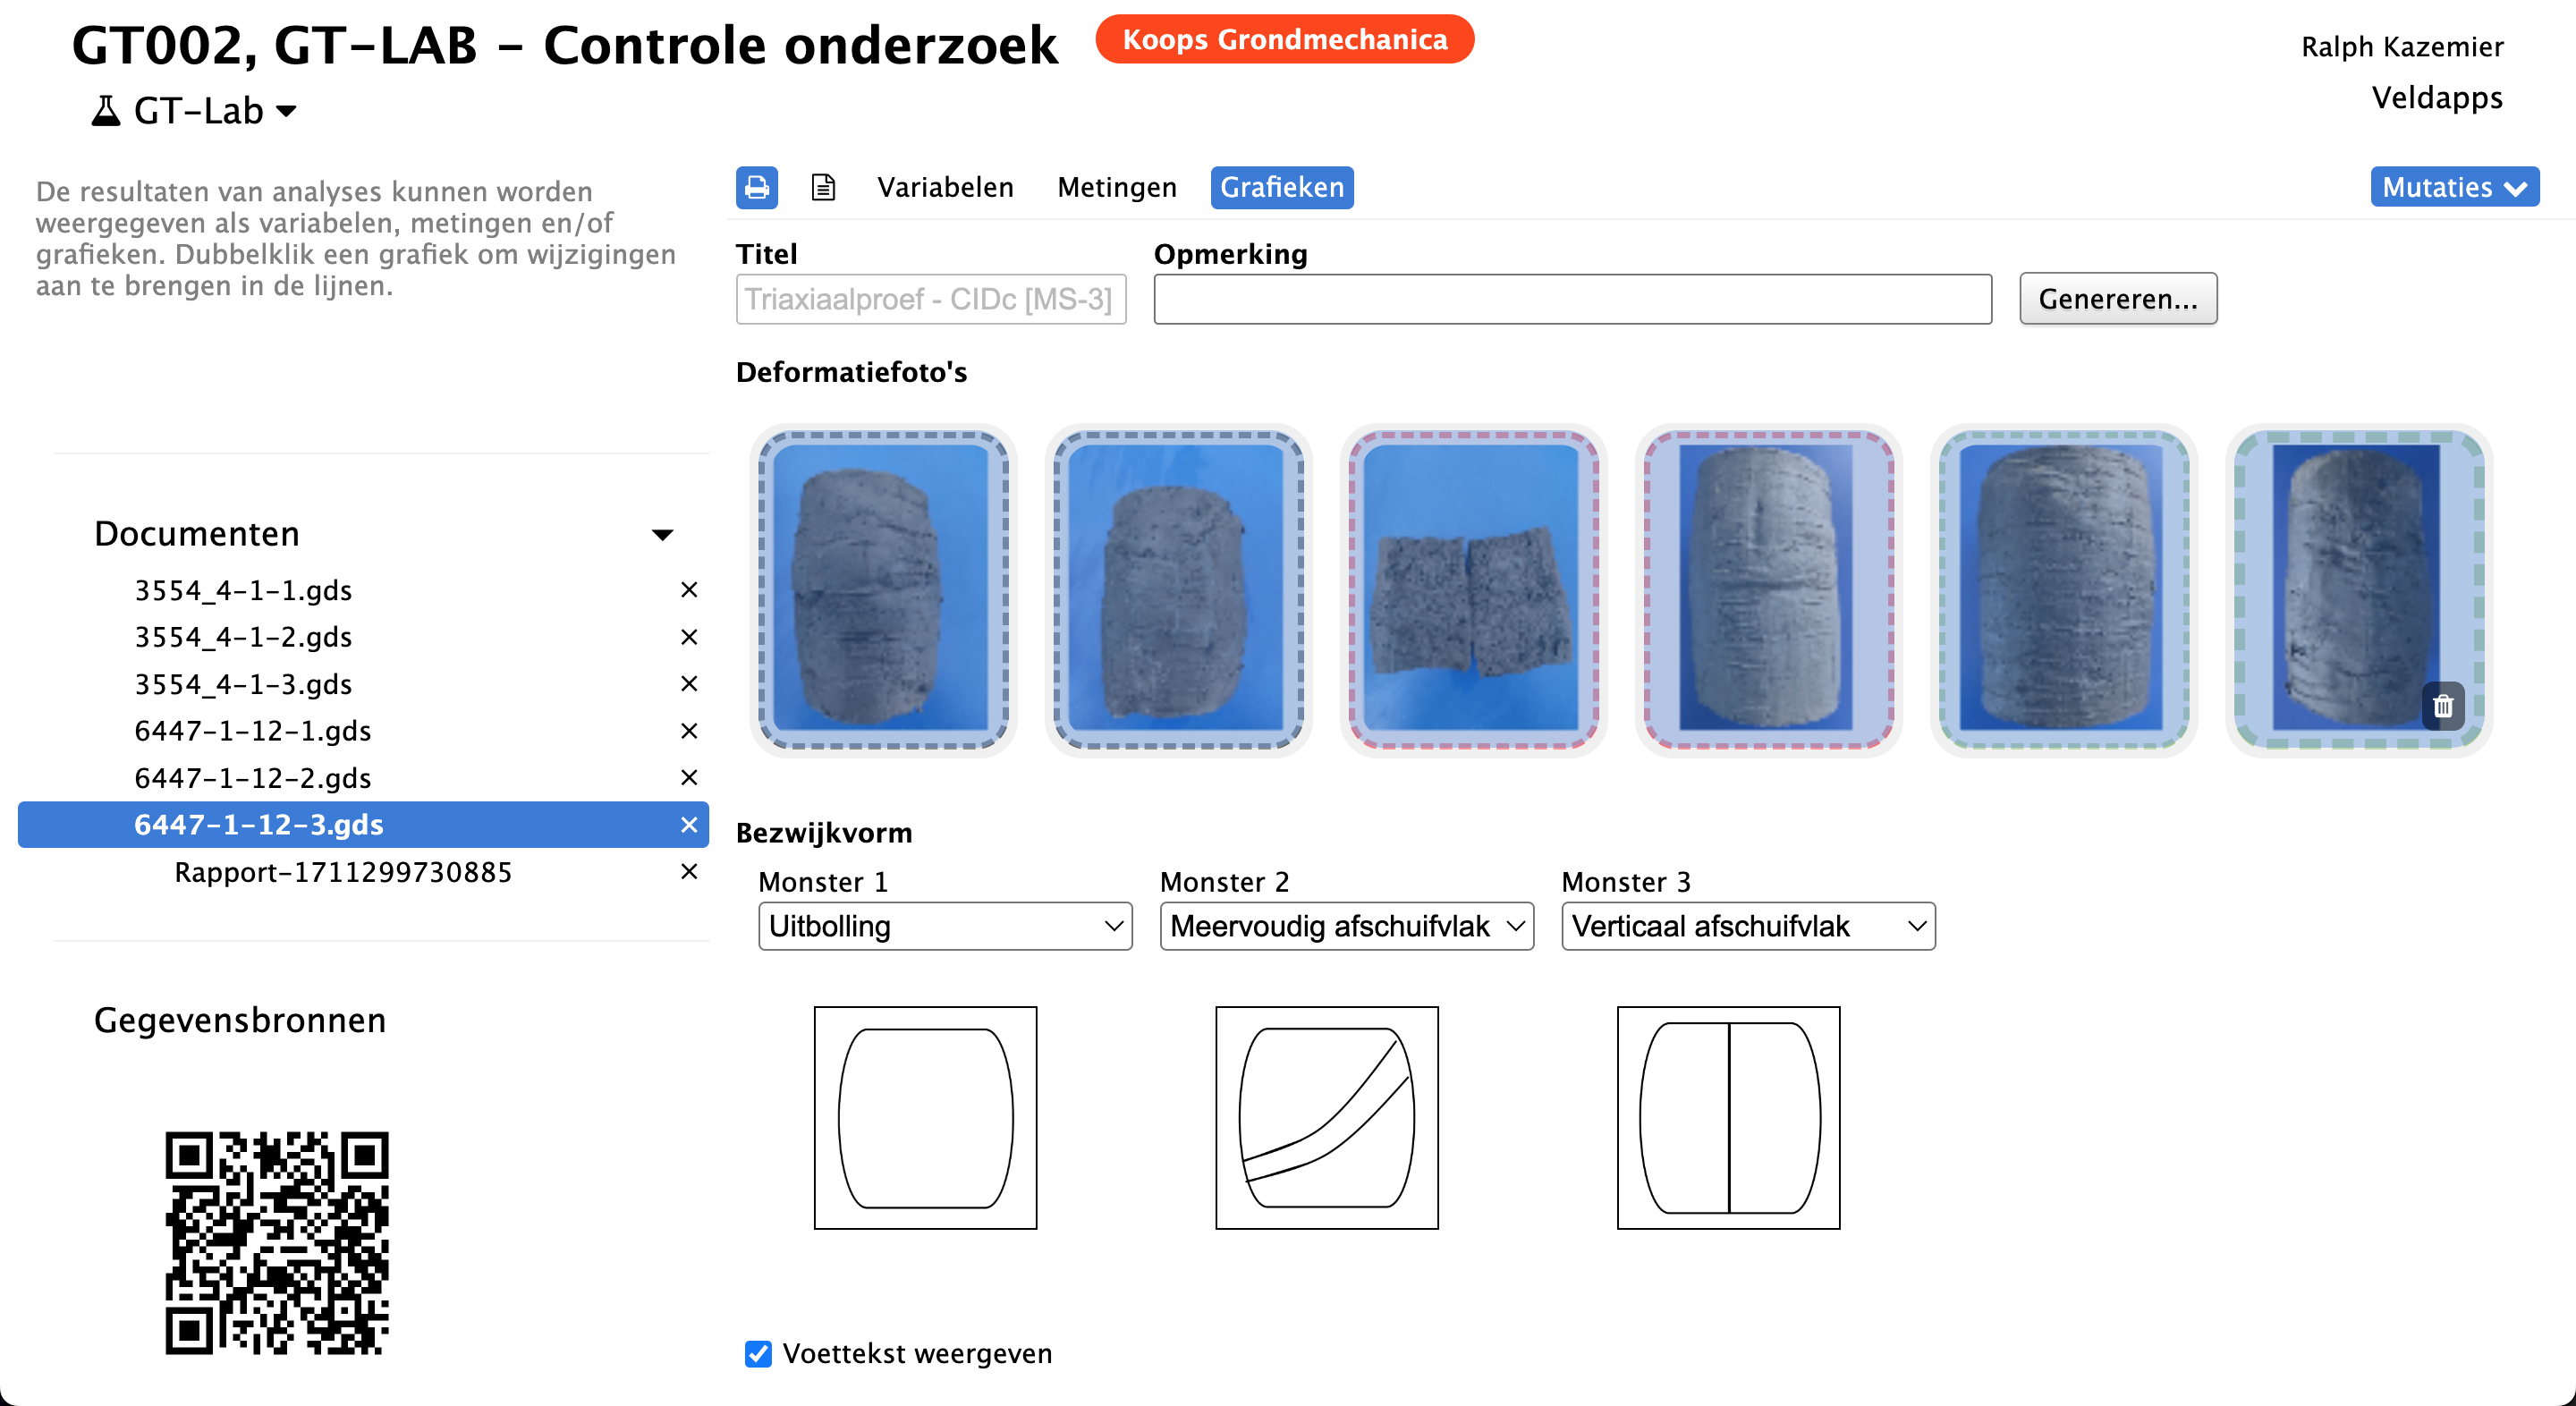 GT002, GT-LAB - Controle onderzoek
Koops Grondmechanica
Ralph Kazemier
Veldapps
GT-Lab
De resultaten van analyses kunnen worden
weergegeven als variabelen, metingen en/of
grafieken. Dubbelklik een grafiek om wijzigingen
aan te brengen in de lijnen.
Documenten
3554_4-1-1.gds
3554_4-1-2.gds
3554_4-1-3.gds
6447-1-12-1.gds
6447-1-12-2.gds
6447-1-12-3.gds
Rapport-1711299730885
Gegevensbronnen
Variabelen
Metingen
Grafieken
Mutaties
Titel
Triaxiaalproef - CIDc [MS-3]
Opmerking
Genereren...
Deformatiefoto's
Bezwijkvorm
Monster 1
Uitbolling
Monster 2
Meervoudig afschuifvlak
Monster 3
Verticaal afschuifvlak
Voettekst weergeven